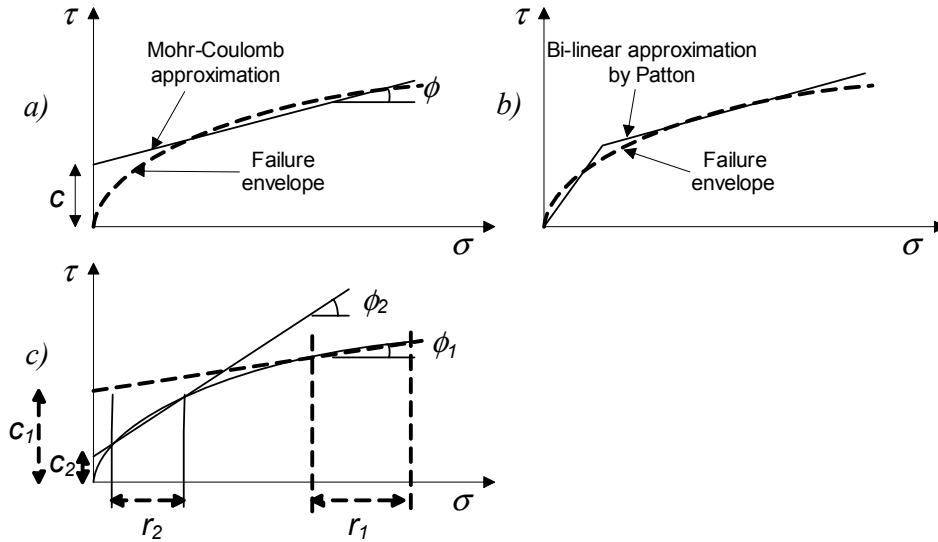 τ
Mohr-Coulomb
approximation
ϕ
a)
Failure
envelope
c
σ
τ
Bi-linear approximation
by Patton
b)
Failure
envelope
σ
τ
ϕ2
ϕ1
c)
c1
c2
σ
r2
r1